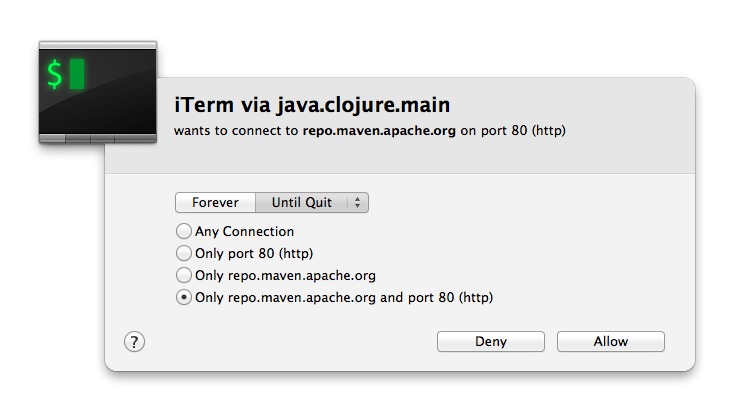 $
iTerm via java.clojure.main
wants to connect to repo.maven.apache.org on port 80 (http)
Forever Until Quit
Any Connection
Only port 80 (http)
Only repo.maven.apache.org
Only repo.maven.apache.org and port 80 (http)
? Deny Allow